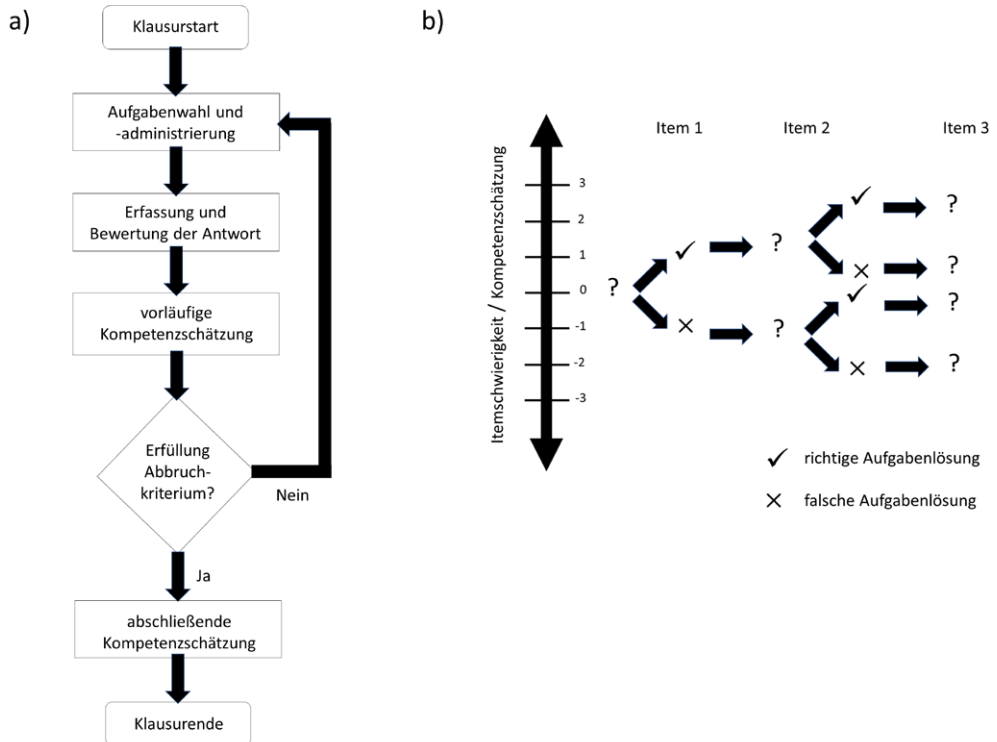 a)
Klausurstart
Aufgabenwahl und
-administrierung
Erfassung und
Bewertung der Antwort
vorläufige
Kompetenzschätzung
Erfüllung
Abbruch-
kriterium?
Nein
Ja
abschließende
Kompetenzschätzung
Klausurende
b)
Itemschwierigkeit / Kompetenzschätzung
3
2
1
0
-1
-2
-3
Item 1 Item 2 Item 3
?
? ?
? ? ? ?
richtige Aufgabenlösung
falsche Aufgabenlösung